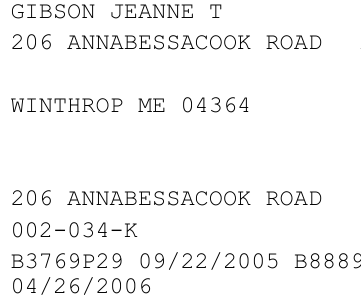 GIBSON JEANNE T
206 ANNABESSACOOK ROAD
WINTHROP ME 04364
206 ANNABESSACOOK ROAD
002-034-K
B3769P29 09/22/2005 B8889
04/26/2006